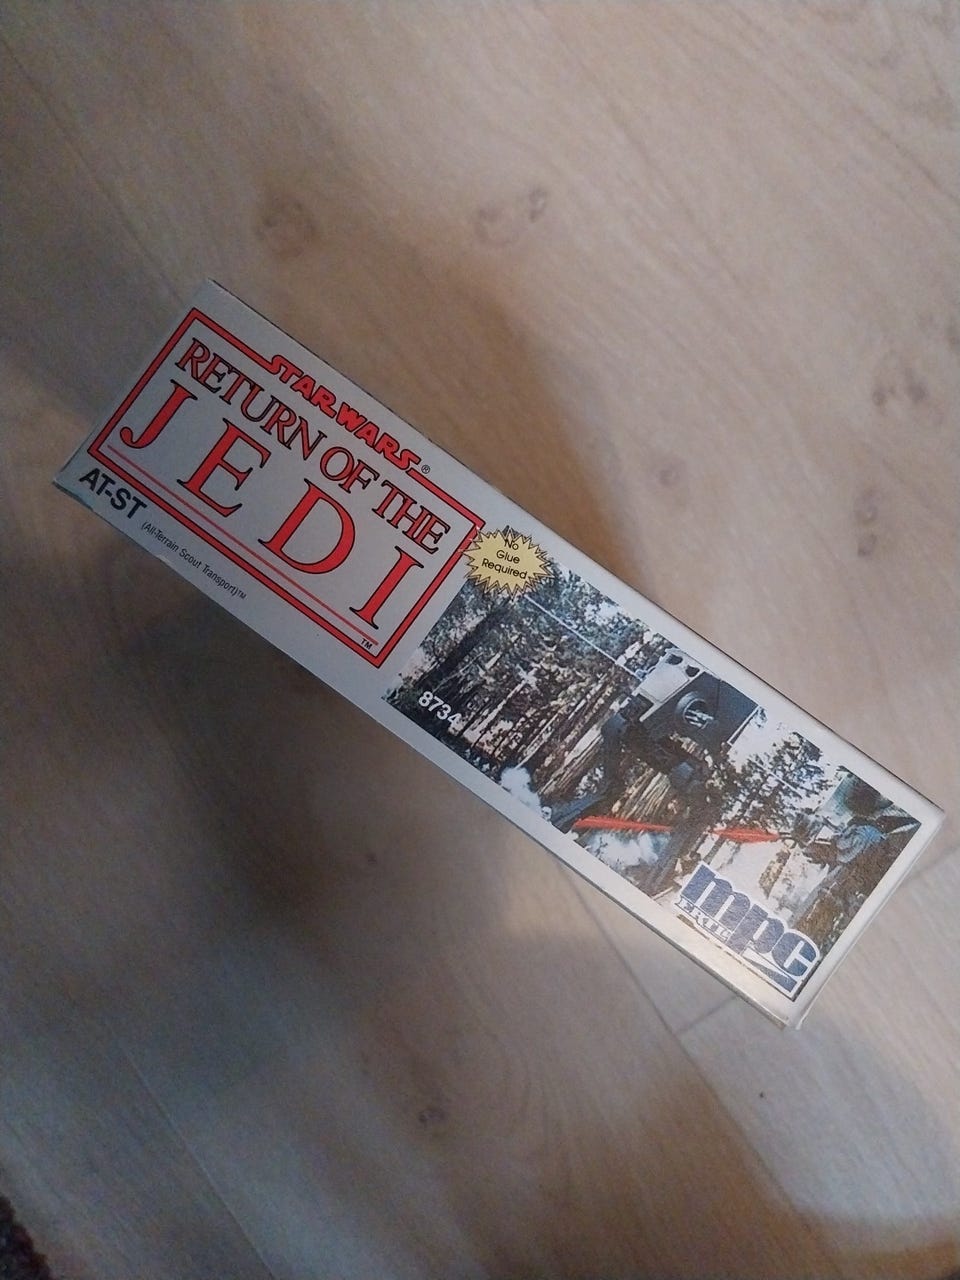 STAR WARS®
RETURN OF THE
JEDI
TM
AT-ST (All-Terrain Scout Transport)™
No
Glue
Required
8734
mpc
ERTL